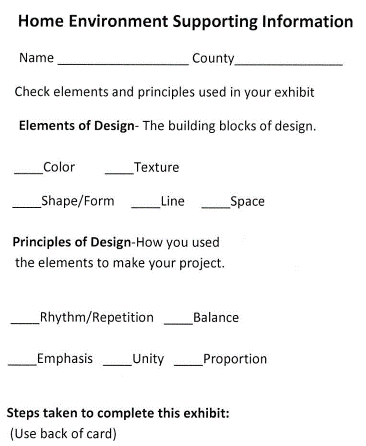 Home Environment Supporting Information
Name __________________ County_______________
Check elements and principles used in your exhibit
Elements of Design- The building blocks of design.
____Color ____Texture
____Shape/Form ____Line ____Space
Principles of Design-How you used
the elements to make your project.
____Rhythm/Repetition ____Balance
____Emphasis ____Unity ____Proportion
Steps taken to complete this exhibit:
(Use back of card)